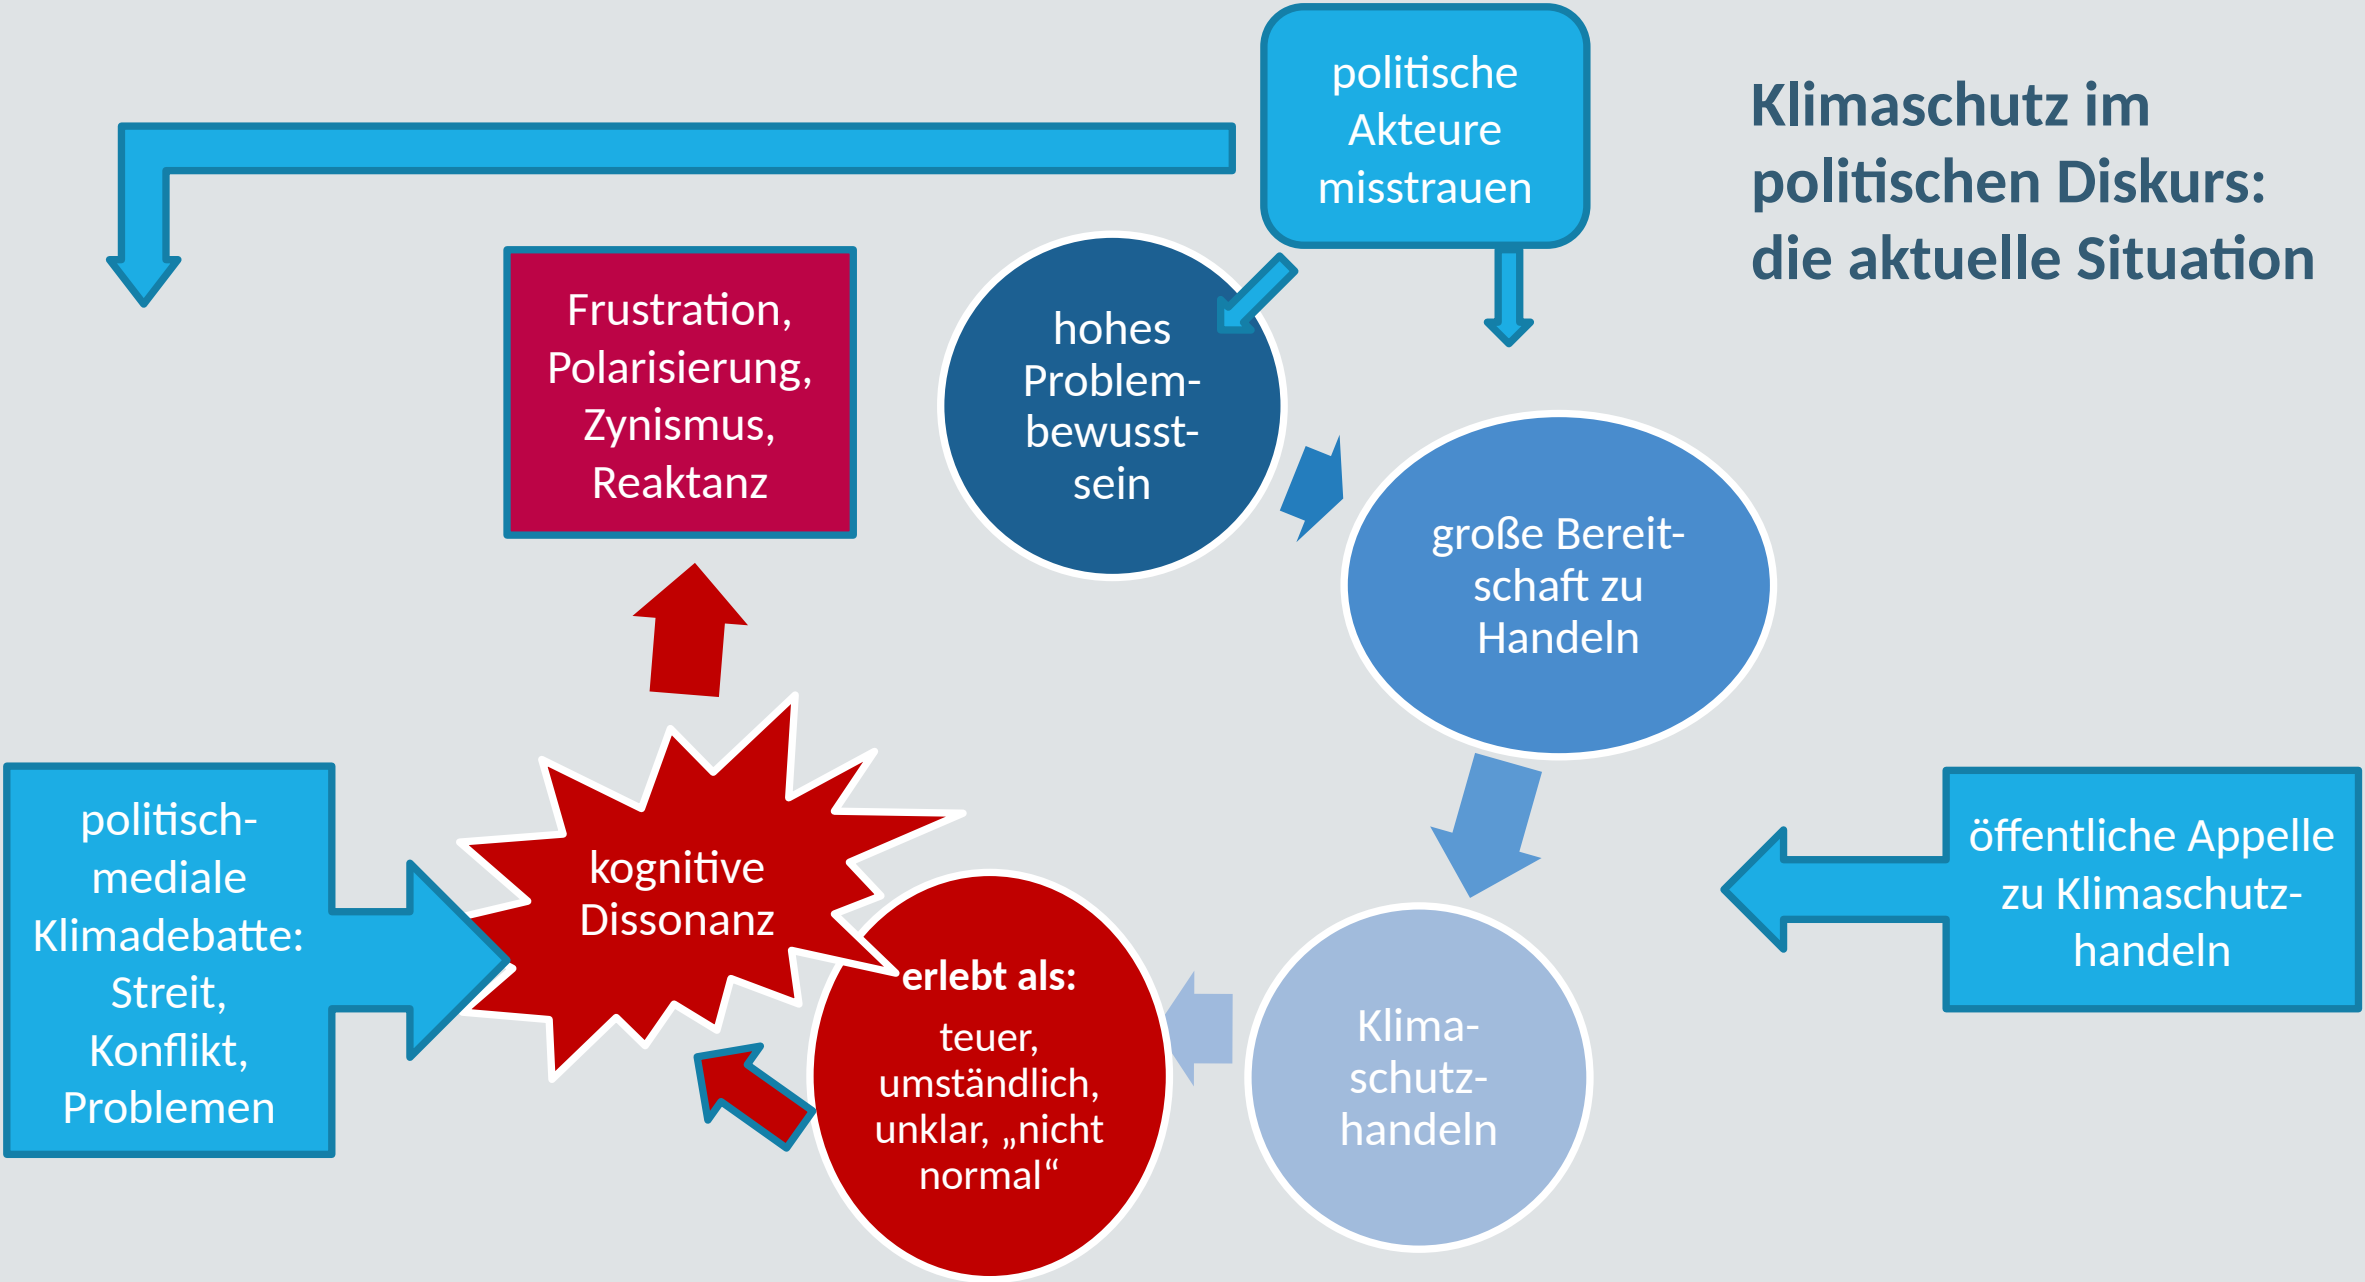 politische
Akteure
misstrauen
Klimaschutz im
politischen Diskurs:
die aktuelle Situation
Frustration,
Polarisierung,
Zynismus,
Reaktanz
hohes
Problem-
bewusst-
sein
große Bereit-
schaft zu
Handeln
politisch-
mediale
Klimadebatte:
Streit,
Konflikt,
Problemen
kognitive
Dissonanz
erlebt als:
teuer,
umständlich,
unklar, „nicht
normal“
Klima-
schutz-
handeln
öffentliche Appelle
zu Klimaschutz-
handeln